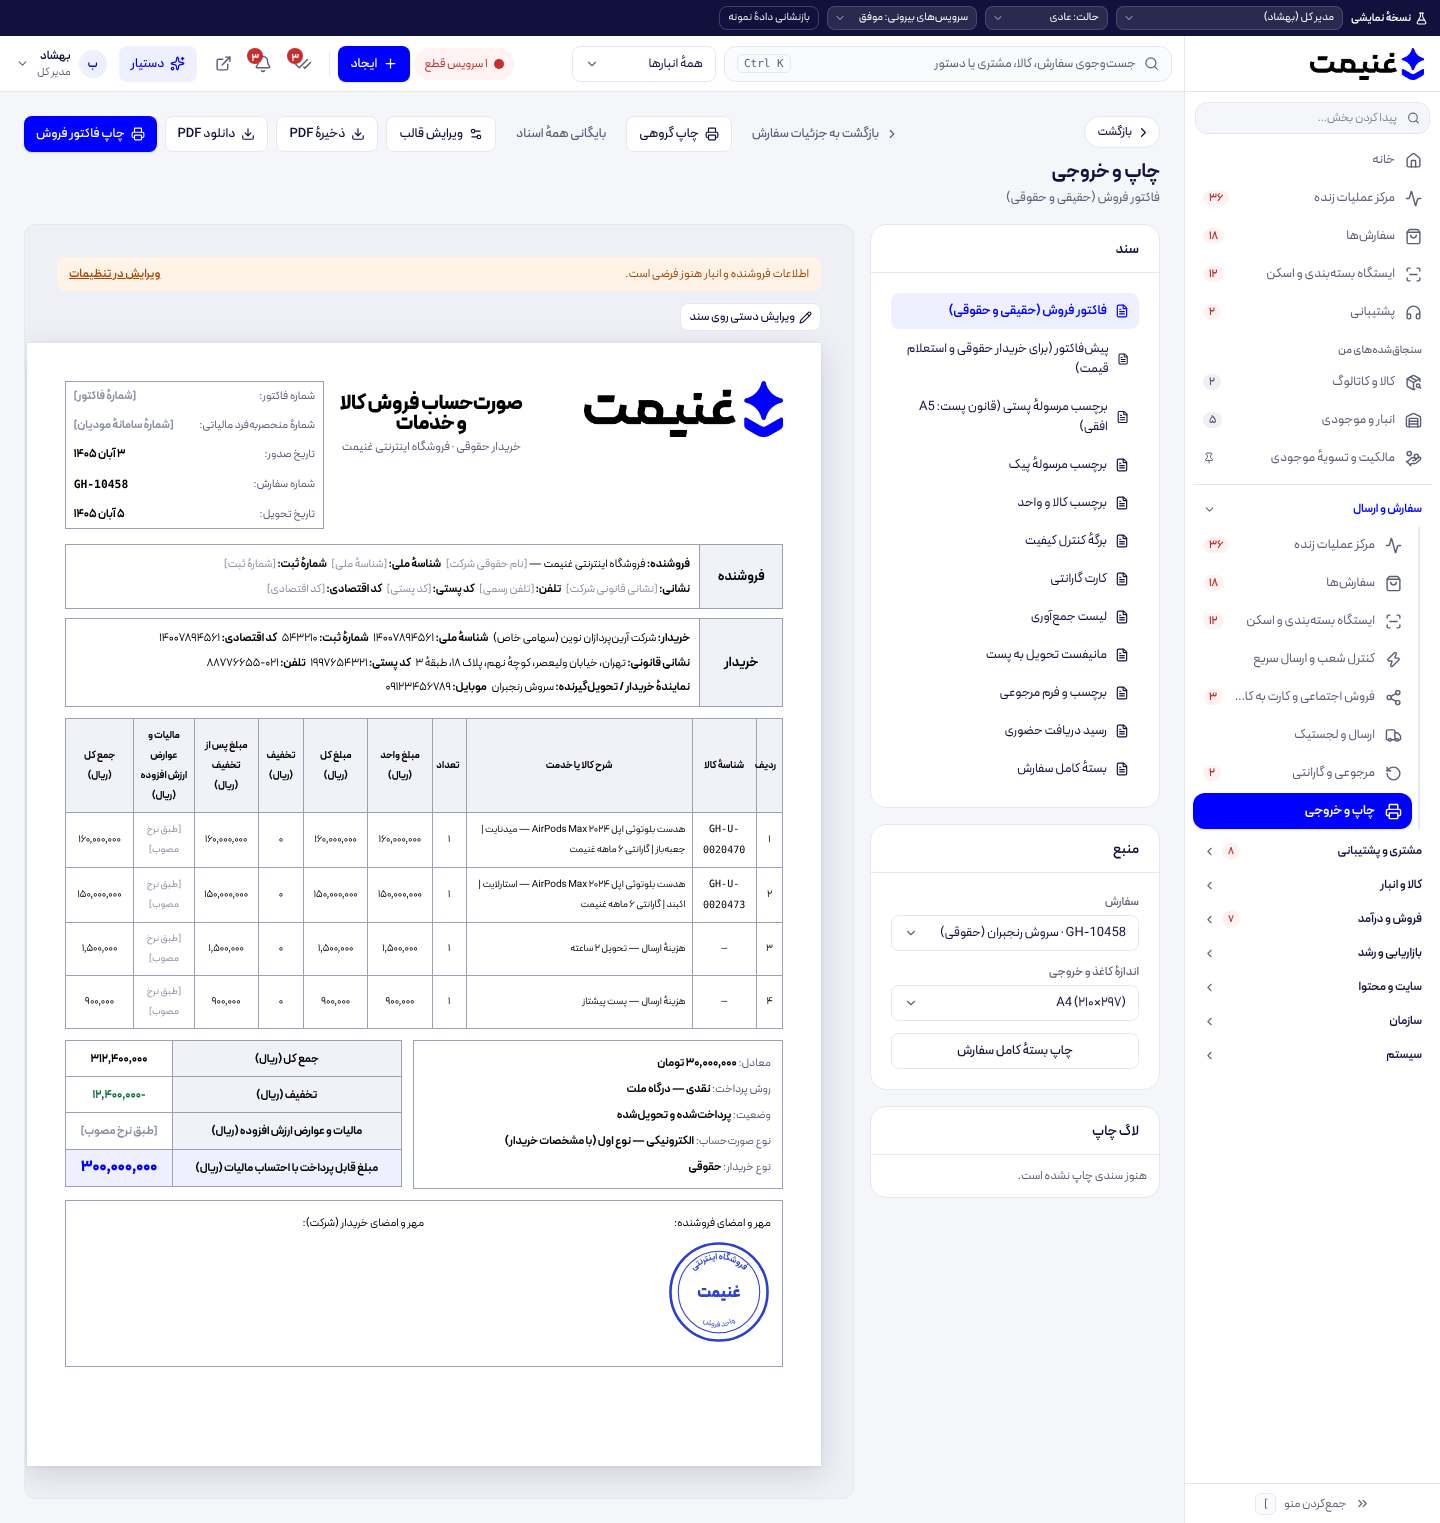 نسخهٔ نمایشی
مدیر کل (بهشاد)
حالت: عادی
سرویس‌های بیرونی: موفق
بازنشانی دادهٔ نمونه
غنیمت
جست‌وجوی سفارش، کالا، مشتری یا دستور
Ctrl K
همهٔ انبارها
۱ سرویس قطع
ایجاد
۳
۳
دستیار
ب
بهشاد
مدیر کل
پیدا کردن بخش...
خانه
مرکز عملیات زنده
۳۶
سفارش‌ها
۱۸
ایستگاه بسته‌بندی و اسکن
۱۲
پشتیبانی
۲
سنجاق‌شده‌های من
کالا و کاتالوگ
۲
انبار و موجودی
۵
مالکیت و تسویهٔ موجودی
سفارش و ارسال
مرکز عملیات زنده
۳۶
سفارش‌ها
۱۸
ایستگاه بسته‌بندی و اسکن
۱۲
کنترل شعب و ارسال سریع
فروش اجتماعی و کارت به کا...
۳
ارسال و لجستیک
مرجوعی و گارانتی
۲
چاپ و خروجی
مشتری و پشتیبانی
۸
کالا و انبار
فروش و درآمد
۷
بازاریابی و رشد
سایت و محتوا
سازمان
سیستم
جمع‌کردن منو
[
بازگشت
بازگشت به جزئیات سفارش
چاپ گروهی
بایگانی همهٔ اسناد
ویرایش قالب
ذخیرهٔ PDF
دانلود PDF
چاپ فاکتور فروش
چاپ و خروجی
فاکتور فروش (حقیقی و حقوقی)
سند
فاکتور فروش (حقیقی و حقوقی)
پیش‌فاکتور (برای خریدار حقوقی و استعلام
قیمت)
برچسب مرسولهٔ پستی (قانون پست: A5
افقی)
برچسب مرسولهٔ پیک
برچسب کالا و واحد
برگهٔ کنترل کیفیت
کارت گارانتی
لیست جمع‌آوری
مانیفست تحویل به پست
برچسب و فرم مرجوعی
رسید دریافت حضوری
بستهٔ کامل سفارش
منبع
سفارش
GH-10458 · سروش رنجبران (حقوقی)
اندازهٔ کاغذ و خروجی
A4 (۲۱۰×۲۹۷)
چاپ بستهٔ کامل سفارش
لاگ چاپ
هنوز سندی چاپ نشده است.
اطلاعات فروشنده و انبار هنوز فرضی است.
ویرایش در تنظیمات
ویرایش دستی روی سند
غنیمت
صورت‌حساب فروش کالا
و خدمات
خریدار حقوقی · فروشگاه اینترنتی غنیمت
شماره فاکتور:
[شمارهٔ فاکتور]
شمارهٔ منحصربه‌فرد مالیاتی:
[شمارهٔ سامانهٔ مودیان]
تاریخ صدور:
۳ آبان ۱۴۰۵
شماره سفارش:
GH-10458
تاریخ تحویل:
۵ آبان ۱۴۰۵
فروشنده
فروشنده: فروشگاه اینترنتی غنیمت — [نام حقوقی شرکت] شناسهٔ ملی: [شناسهٔ ملی] شمارهٔ ثبت: [شمارهٔ ثبت]
نشانی: [نشانی قانونی شرکت] تلفن: [تلفن رسمی] کد پستی: [کد پستی] کد اقتصادی: [کد اقتصادی]
خریدار
خریدار: شرکت آرین‌پردازان نوین (سهامی خاص) شناسهٔ ملی: ۱۴۰۰۷۸۹۴۵۶۱ شمارهٔ ثبت: ۵۴۳۲۱۰ کد اقتصادی: ۱۴۰۰۷۸۹۴۵۶۱
نشانی قانونی: تهران، خیابان ولیعصر، کوچهٔ نهم، پلاک ۱۸، طبقهٔ ۳ کد پستی: ۱۹۹۷۶۵۴۳۲۱ تلفن: ۰۲۱-۸۸۷۷۶۶۵۵
نمایندهٔ خریدار / تحویل‌گیرنده: سروش رنجبران موبایل: ۰۹۱۲۳۴۵۶۷۸۹
ردیف
شناسهٔ کالا
شرح کالا یا خدمت
تعداد
مبلغ واحد
(ریال)
مبلغ کل
(ریال)
تخفیف
(ریال)
مبلغ پس از
تخفیف
(ریال)
مالیات و
عوارض
ارزش افزوده
(ریال)
جمع کل
(ریال)
۱
GH-U-
0020470
هدست بلوتوثی اپل AirPods Max ۲۰۲۴ — میدنایت |
جعبه‌باز | گارانتی ۶ ماهه غنیمت
۱
۱۶۰,۰۰۰,۰۰۰
۱۶۰,۰۰۰,۰۰۰
۰
۱۶۰,۰۰۰,۰۰۰
[طبق نرخ
مصوب]
۱۶۰,۰۰۰,۰۰۰
۲
GH-U-
0020473
هدست بلوتوثی اپل AirPods Max ۲۰۲۴ — استارلایت |
اکبند | گارانتی ۶ ماهه غنیمت
۱
۱۵۰,۰۰۰,۰۰۰
۱۵۰,۰۰۰,۰۰۰
۰
۱۵۰,۰۰۰,۰۰۰
[طبق نرخ
مصوب]
۱۵۰,۰۰۰,۰۰۰
۳
–
هزینهٔ ارسال — تحویل ۲ ساعته
۱
۱,۵۰۰,۰۰۰
۱,۵۰۰,۰۰۰
۰
۱,۵۰۰,۰۰۰
[طبق نرخ
مصوب]
۱,۵۰۰,۰۰۰
۴
–
هزینهٔ ارسال — پست پیشتاز
۱
۹۰۰,۰۰۰
۹۰۰,۰۰۰
۰
۹۰۰,۰۰۰
[طبق نرخ
مصوب]
۹۰۰,۰۰۰
معادل: ۳۰,۰۰۰,۰۰۰ تومان
روش پرداخت: نقدی — درگاه ملت
وضعیت: پرداخت‌شده و تحویل‌شده
نوع صورت‌حساب: الکترونیکی — نوع اول (با مشخصات خریدار)
نوع خریدار: حقوقی
جمع کل (ریال)
۳۱۲,۴۰۰,۰۰۰
تخفیف (ریال)
-۱۲,۴۰۰,۰۰۰
مالیات و عوارض ارزش افزوده (ریال)
[طبق نرخ مصوب]
مبلغ قابل پرداخت با احتساب مالیات (ریال)
۳۰۰,۰۰۰,۰۰۰
مهر و امضای فروشنده:
مهر و امضای خریدار (شرکت):
فروشگاه اینترنتی
غنیمت
واحد فروش